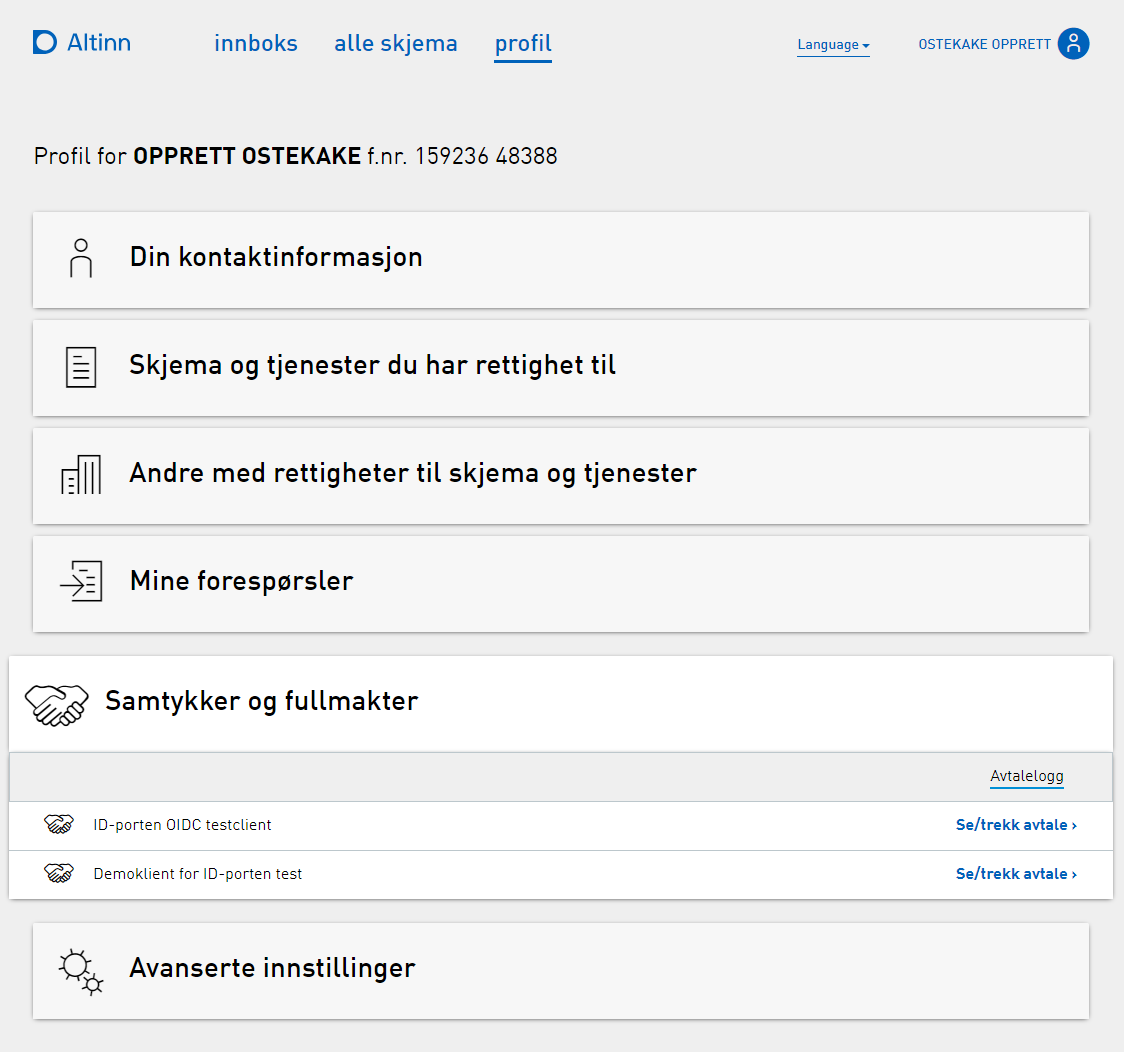 Altinn innboks alle skjema profil Language OSTEKAKE OPPRETT
Profil for OPPRETT OSTEKAKE f.nr. 159236 48388
Din kontaktinformasjon
Skjema og tjenester du har rettighet til
Andre med rettigheter til skjema og tjenester
Mine forespørsler
Samtykker og fullmakter
Avtalelogg
ID-porten OIDC testclient Se/trekk avtale ›
Demoklient for ID-porten test Se/trekk avtale ›
Avanserte innstillinger